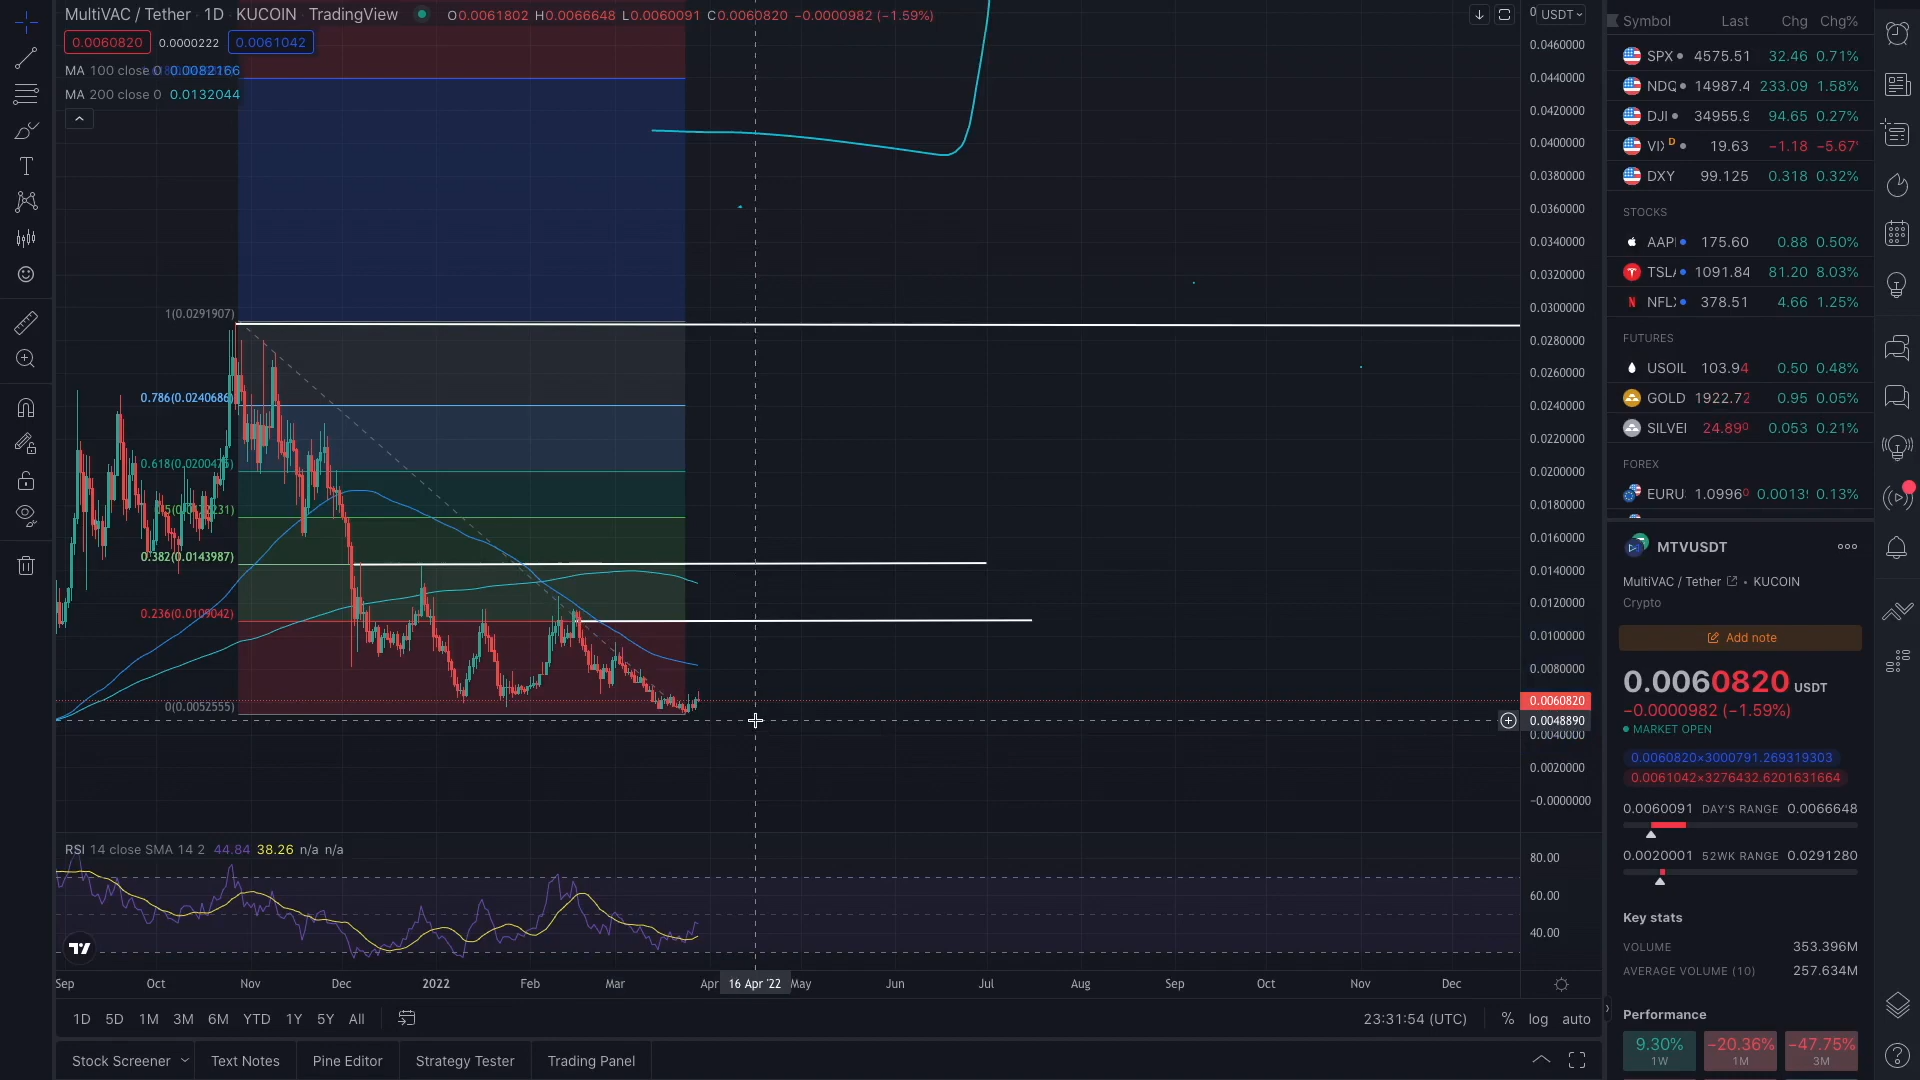 MultiVAC / Tether 1D KUCOIN TradingView O0.0061802 H0.0066648 L0.0060091 C0.0060820 −0.0000982 (−1.59%)
0.0060820 0.0000222 0.0061042
MA 100 close 0 0.0082166
MA 200 close 0 0.0132044
1(0.0291907)
0.786(0.0240686)
0.382(0.0143987)
0.236(0.0109042)
0(0.0052555)
USDT
0.0460000
0.0440000
0.0420000
0.0400000
0.0380000
0.0360000
0.0340000
0.0320000
0.0300000
0.0280000
0.0260000
0.0240000
0.0220000
0.0200000
0.0180000
0.0160000
0.0140000
0.0120000
0.0100000
0.0080000
0.0060820
0.0048890
0.0040000
0.0020000
−0.0000000
RSI 14 close SMA 14 2 44.84 38.26 n/a n/a
80.00
60.00
40.00
Sep Oct Nov Dec 2022 Feb Mar Apr 16 Apr '22 May Jun Jul Aug Sep Oct Nov Dec
1D 5D 1M 3M 6M YTD 1Y 5Y All 23:31:54 (UTC) % log auto
Stock Screener Text Notes Pine Editor Strategy Tester Trading Panel
Symbol Last Chg Chg%
SPX 4575.51 32.46 0.71%
NDQ 14987.4 233.09 1.58%
DJI 34955.9 94.65 0.27%
VIX D 19.63 −1.18 −5.67
DXY 99.125 0.318 0.32%
STOCKS
AAPL 175.60 0.88 0.50%
TSLA 1091.84 81.20 8.03%
NFLX 378.51 4.66 1.25%
FUTURES
USOIL 103.94 0.50 0.48%
GOLD 1922.72 0.95 0.05%
SILVE 24.890 0.053 0.21%
FOREX
EURU 1.09960 0.0013 0.13%
MTVUSDT
MultiVAC / Tether • KUCOIN
Crypto
Add note
0.0060820 USDT
−0.0000982 (−1.59%)
MARKET OPEN
0.0060820×3000791.269319303
0.0061042×3276432.6201631664
0.0060091 DAY'S RANGE 0.0066648
0.0020001 52WK RANGE 0.0291280
Key stats
VOLUME 353.396M
AVERAGE VOLUME (10) 257.634M
Performance
9.30% −20.36% −47.75%
1W 1M 3M